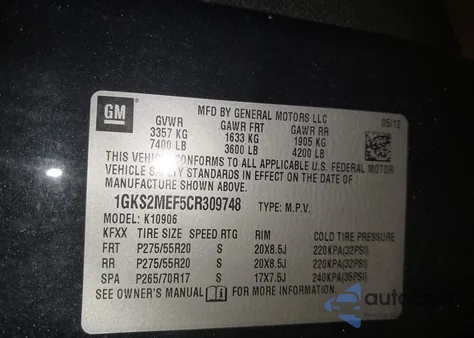 GM
MFD BY GENERAL MOTORS LLC
05/12
GVWR GAWR FRT GAWR RR
3357 KG 1633 KG 1905 KG
7400 LB 3600 LB 4200 LB
THIS VEHICLE CONFORMS TO ALL APPLICABLE U.S. FEDERAL MOTOR
VEHICLE SAFETY STANDARDS IN EFFECT ON THE DATE OF
MANUFACTURE SHOWN ABOVE.
1GKS2MEF5CR309748 TYPE: M.P.V.
MODEL: K10906
KFXX TIRE SIZE SPEED RTG RIM COLD TIRE PRESSURE
FRT P275/55R20 S 20X8.5J 220KPA(32PSI)
RR P275/55R20 S 20X8.5J 220KPA(32PSI)
SPA P265/70R17 S 17X7.5J 240KPA(35PSI)
SEE OWNER'S MANUAL FOR MORE INFORMATION